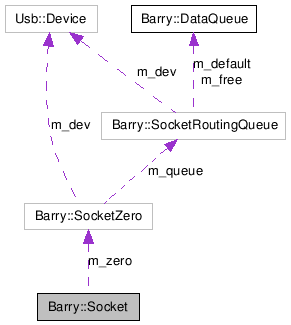 Usb::Device
Barry::DataQueue
m_default
m_dev
m_free
Barry::SocketRoutingQueue
m_dev
m_queue
Barry::SocketZero
m_zero
Barry::Socket